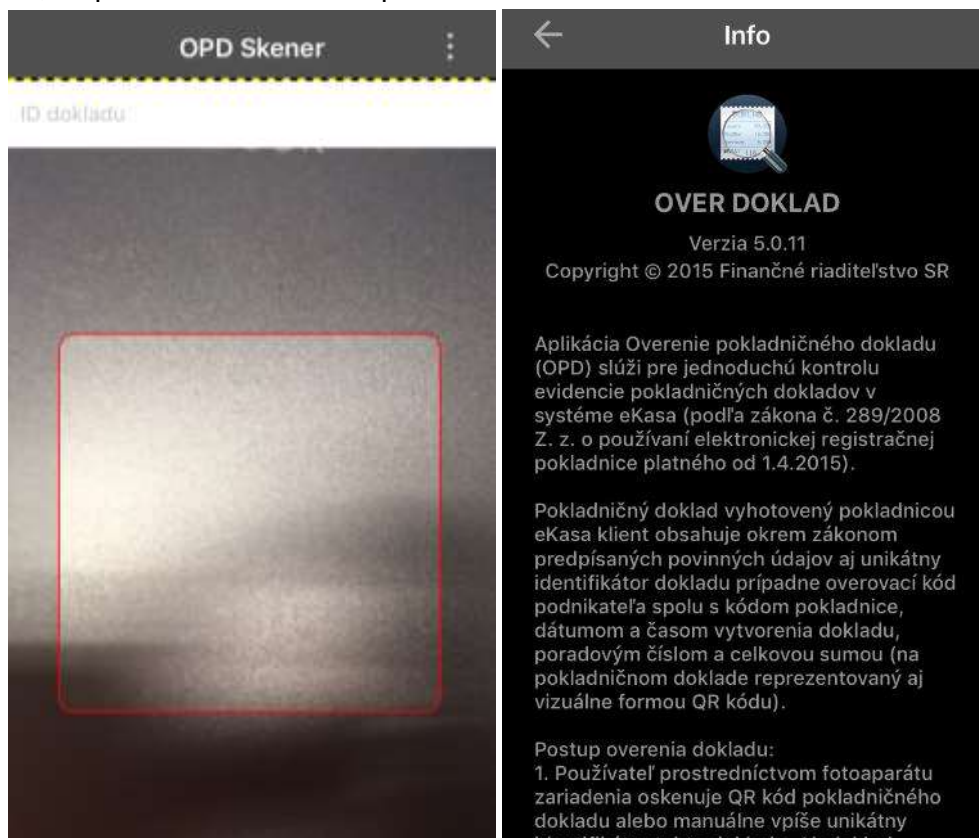 OPD Skener
ID dokladu
Info
OVER DOKLAD
Verzia 5.0.11
Copyright © 2015 Finančné riaditeľstvo SR
Aplikácia Overenie pokladničného dokladu
(OPD) slúži pre jednoduchú kontrolu
evidencie pokladničných dokladov v
systéme eKasa (podľa zákona č. 289/2008
Z. z. o používaní elektronickej registračnej
pokladnice platného od 1.4.2015).
Pokladničný doklad vyhotovený pokladnicou
eKasa klient obsahuje okrem zákonom
predpísaných povinných údajov aj unikátny
identifikátor dokladu prípadne overovací kód
podnikateľa spolu s kódom pokladnice,
dátumom a časom vytvorenia dokladu,
poradovým číslom a celkovou sumou (na
pokladničnom doklade reprezentovaný aj
vizuálne formou QR kódu).
Postup overenia dokladu:
1. Používateľ prostredníctvom fotoaparátu
zariadenia oskenuje QR kód pokladničného
dokladu alebo manuálne vpíše unikátny